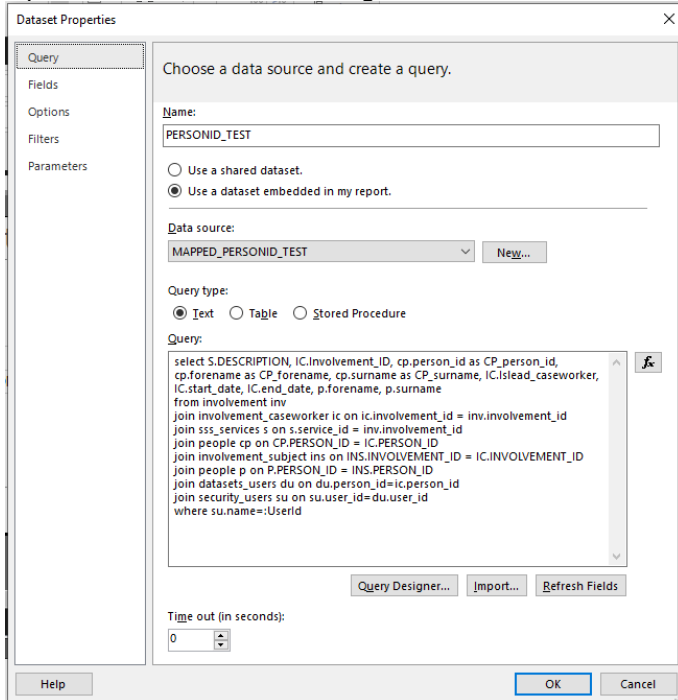 Dataset Properties
Query
Fields
Options
Filters
Parameters
Choose a data source and create a query.
Name:
PERSONID_TEST
Use a shared dataset.
Use a dataset embedded in my report.
Data source:
MAPPED_PERSONID_TEST
New...
Query type:
Text Table Stored Procedure
Query:
select S.DESCRIPTION, IC.Involvement_ID, cp.person_id as CP_person_id,
cp.forename as CP_forename, cp.surname as CP_surname, IC.Islead_caseworker,
IC.start_date, IC.end_date, p.forename, p.surname
from involvement inv
join involvement_caseworker ic on ic.involvement_id = inv.involvement_id
join sss_services s on s.service_id = inv.involvement_id
join people cp on CP.PERSON_ID = IC.PERSON_ID
join involvement_subject ins on INS.INVOLVEMENT_ID = IC.INVOLVEMENT_ID
join people p on P.PERSON_ID = INS.PERSON_ID
join datasets_users du on du.person_id=ic.person_id
join security_users su on su.user_id=du.user_id
where su.name=:UserId
fx
Query Designer... Import... Refresh Fields
Time out (in seconds):
0
Help OK Cancel